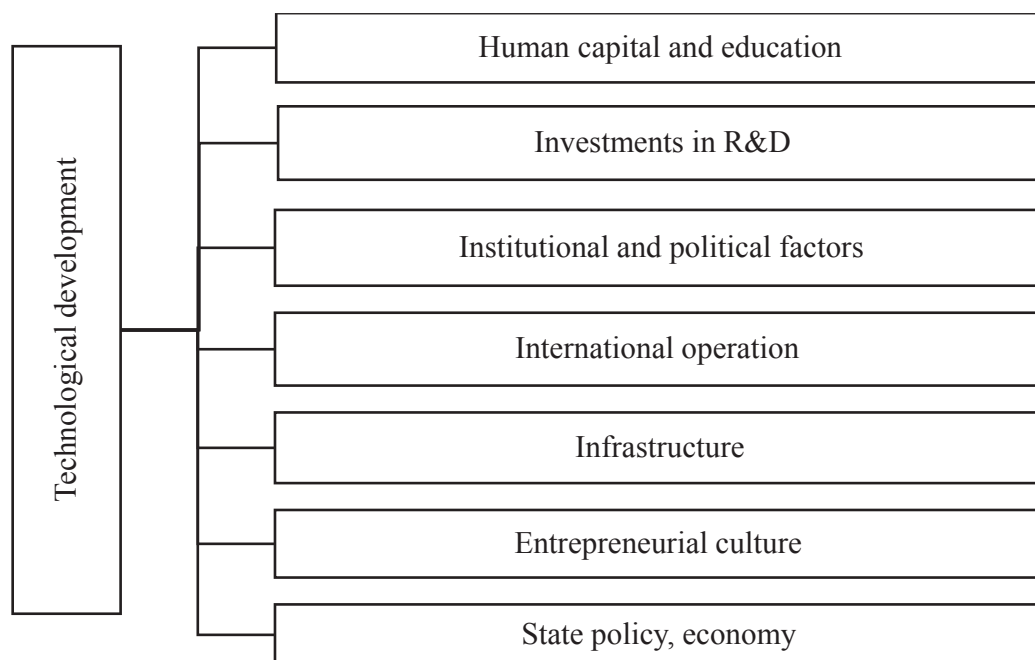 Technological development
Human capital and education
Investments in R&D
Institutional and political factors
International operation
Infrastructure
Entrepreneurial culture
State policy, economy